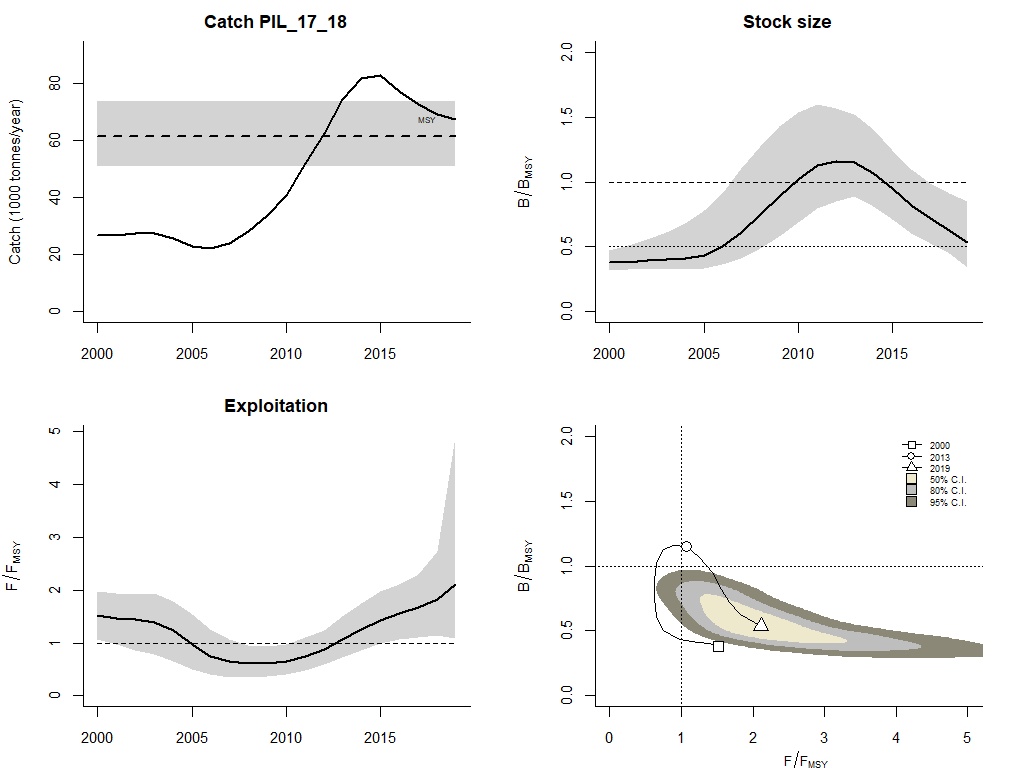 Catch PIL_17_18
Catch (1000 tonnes/year)
80
60
40
20
0
MSY
2000 2005 2010 2015
Stock size
B/BMSY
2.0
1.5
1.0
0.5
0.0
2000 2005 2010 2015
Exploitation
F/FMSY
5
4
3
2
1
0
2000 2005 2010 2015
B/BMSY
2.0
1.5
1.0
0.5
0.0
2000
2013
2019
50% C.I.
80% C.I.
95% C.I.
0 1 2 3 4 5
F/FMSY